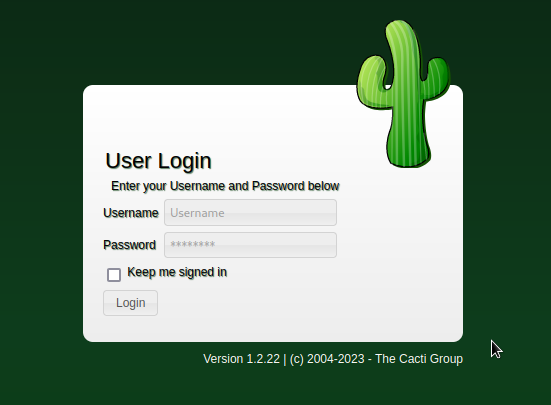 User Login
Enter your Username and Password below
Username Username
Password ********
Keep me signed in
Login
Version 1.2.22 | (c) 2004-2023 - The Cacti Group